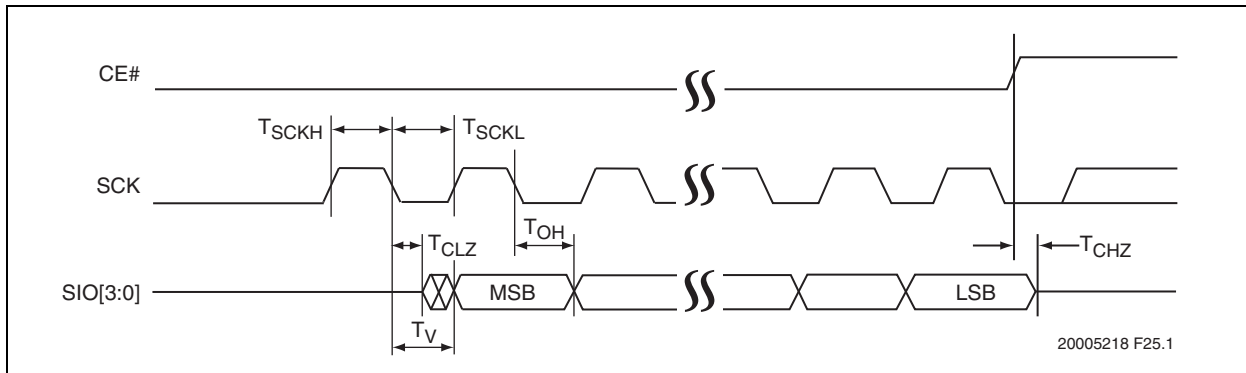 CE#
TSCKH
TSCKL
SCK
TOH
TCLZ
TCHZ
SIO[3:0]
MSB
LSB
TV
20005218 F25.1